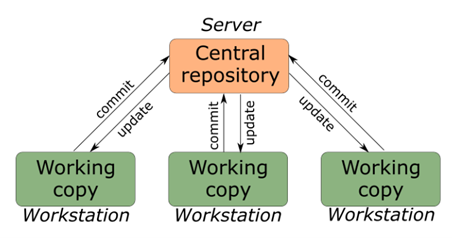 Server
Central
repository
commit
update
commit
update
commit
update
Working
copy
Workstation
Working
copy
Workstation
Working
copy
Workstation